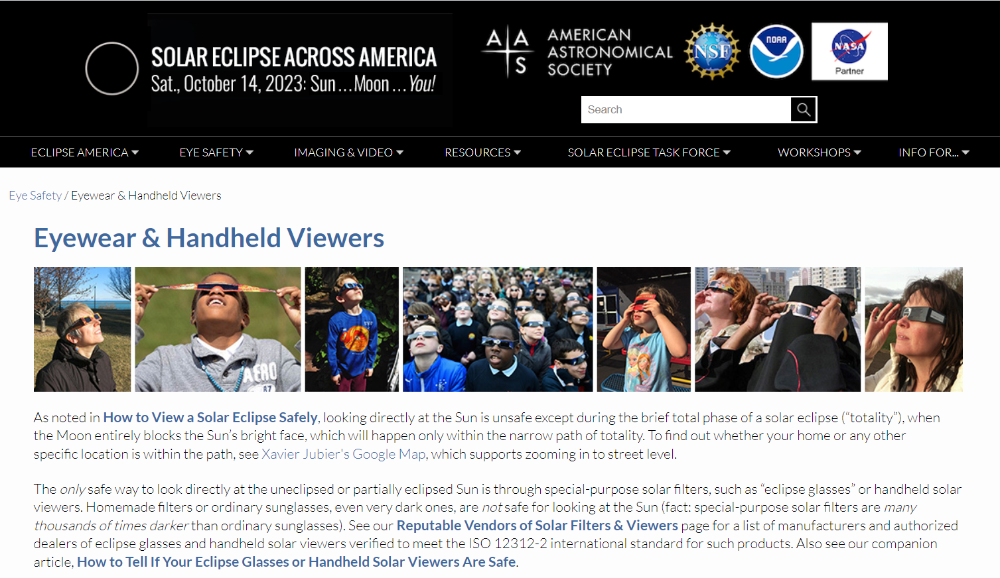 SOLAR ECLIPSE ACROSS AMERICA
Sat., October 14, 2023: Sun...Moon...You!
AMERICAN
ASTRONOMICAL
SOCIETY
A A
S
NSF
NOAA
NASA
Partner
Search
ECLIPSE AMERICA
EYE SAFETY
IMAGING & VIDEO
RESOURCES
SOLAR ECLIPSE TASK FORCE
WORKSHOPS
INFO FOR...
Eye Safety / Eyewear & Handheld Viewers
Eyewear & Handheld Viewers
AERO
87
As noted in How to View a Solar Eclipse Safely, looking directly at the Sun is unsafe except during the brief total phase of a solar eclipse (“totality”), when
the Moon entirely blocks the Sun’s bright face, which will happen only within the narrow path of totality. To find out whether your home or any other
specific location is within the path, see Xavier Jubier's Google Map, which supports zooming in to street level.
The only safe way to look directly at the uneclipsed or partially eclipsed Sun is through special-purpose solar filters, such as “eclipse glasses” or handheld solar
viewers. Homemade filters or ordinary sunglasses, even very dark ones, are not safe for looking at the Sun (fact: special-purpose solar filters are many
thousands of times darker than ordinary sunglasses). See our Reputable Vendors of Solar Filters & Viewers page for a list of manufacturers and authorized
dealers of eclipse glasses and handheld solar viewers verified to meet the ISO 12312-2 international standard for such products. Also see our companion
article, How to Tell If Your Eclipse Glasses or Handheld Solar Viewers Are Safe.